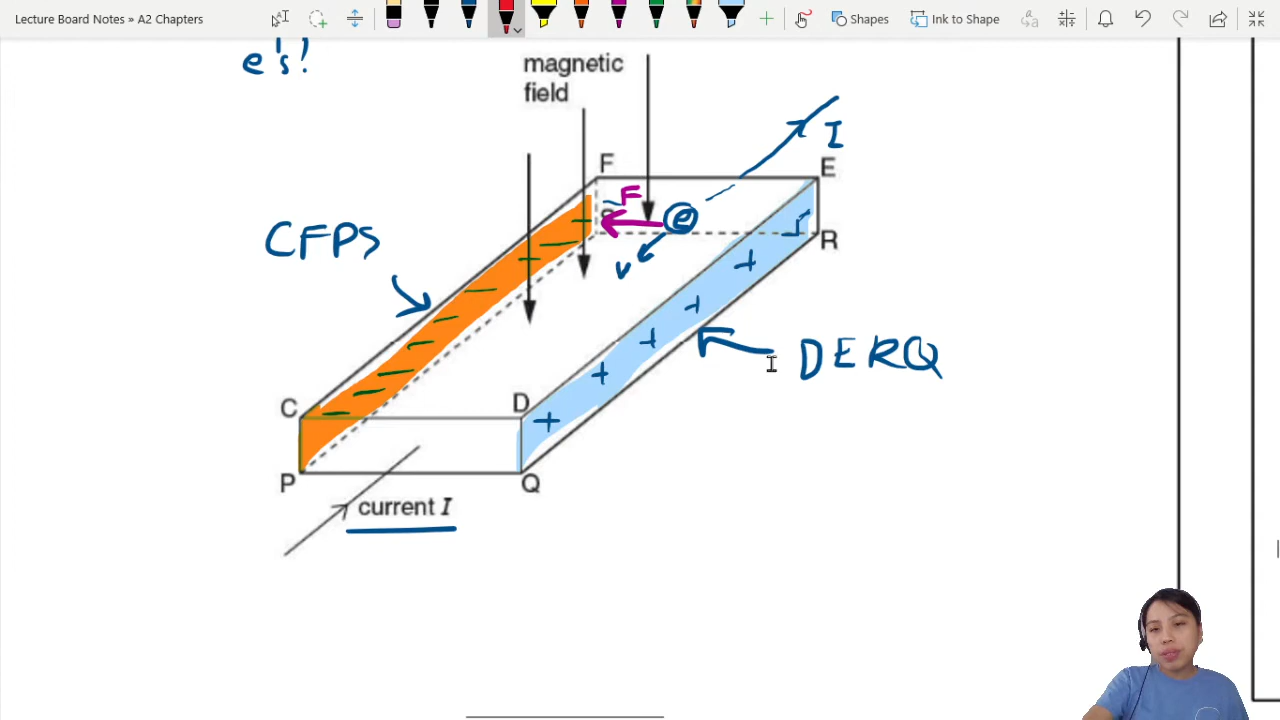 Lecture Board Notes » A2 Chapters
Shapes
Ink to Shape
e's?
magnetic
field
I
F
E
F
S
e
v
R
CFPS
DERQ
C
D
P
Q
current I
+
+
+
+
+
+